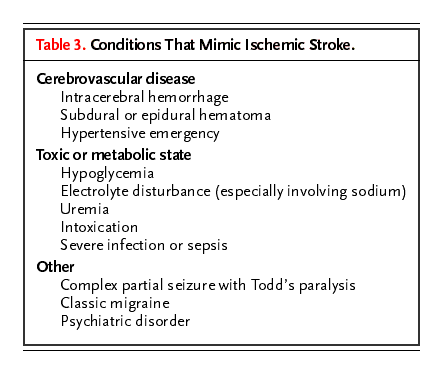 Table 3. Conditions That Mimic Ischemic Stroke.
Cerebrovascular disease
Intracerebral hemorrhage
Subdural or epidural hematoma
Hypertensive emergency
Toxic or metabolic state
Hypoglycemia
Electrolyte disturbance (especially involving sodium)
Uremia
Intoxication
Severe infection or sepsis
Other
Complex partial seizure with Todd's paralysis
Classic migraine
Psychiatric disorder